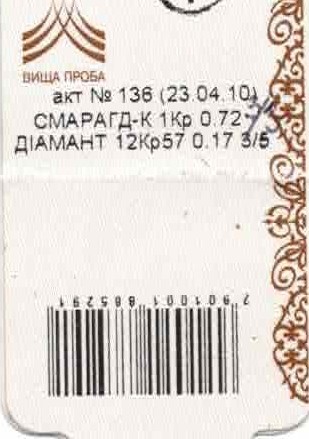 ВИЩА ПРОБА
акт № 136 (23.04.10)
СМАРАГД-К 1Кр 0.72
ДІАМАНТ 12Кр57 0.17 3/5